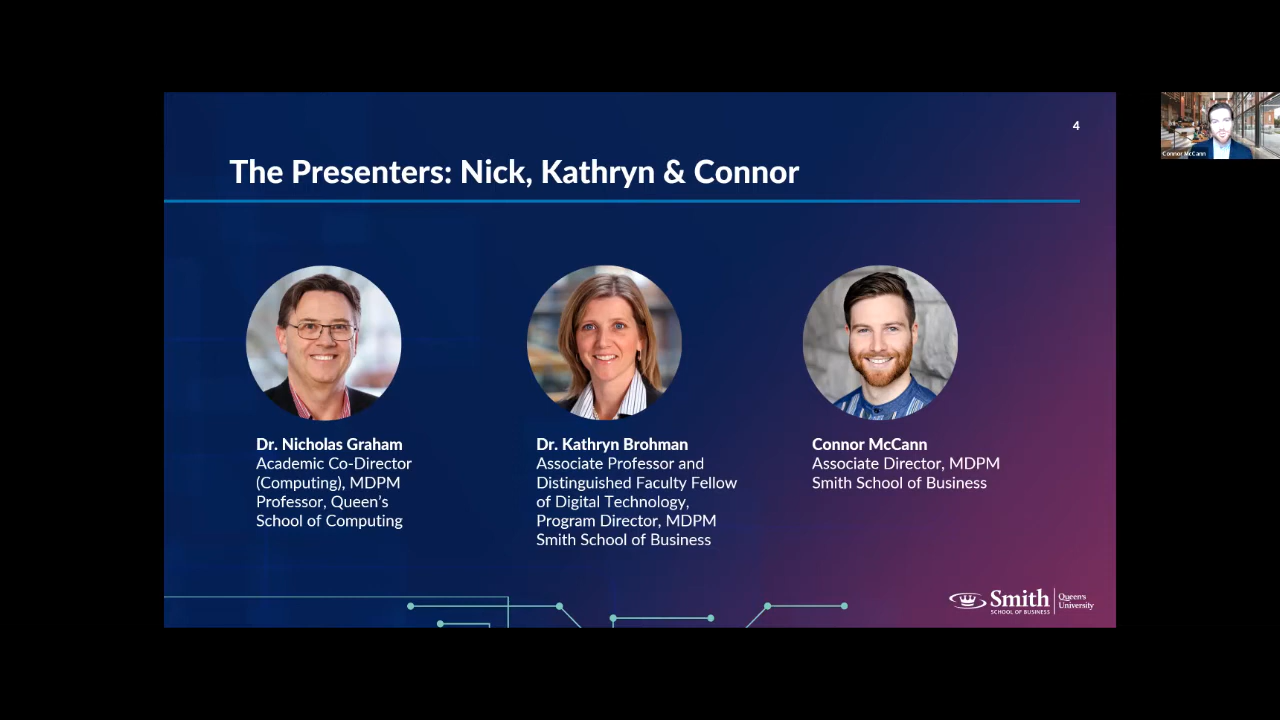 4
Connor McCann
The Presenters: Nick, Kathryn & Connor
Dr. Nicholas Graham
Academic Co-Director
(Computing), MDPM
Professor, Queen's
School of Computing
Dr. Kathryn Brohman
Associate Professor and
Distinguished Faculty Fellow
of Digital Technology,
Program Director, MDPM
Smith School of Business
Connor McCann
Associate Director, MDPM
Smith School of Business
Smith
SCHOOL OF BUSINESS
Queen's
University